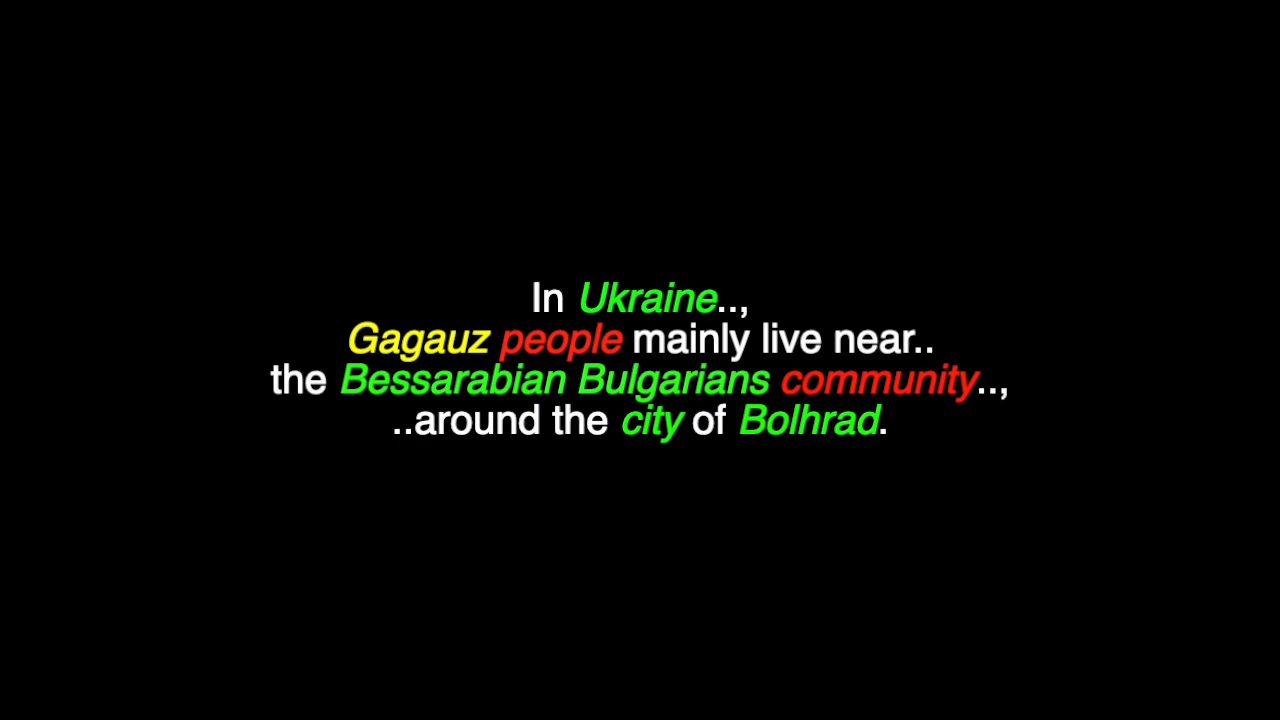 In Ukraine..,
Gagauz people mainly live near..
the Bessarabian Bulgarians community..,
..around the city of Bolhrad.